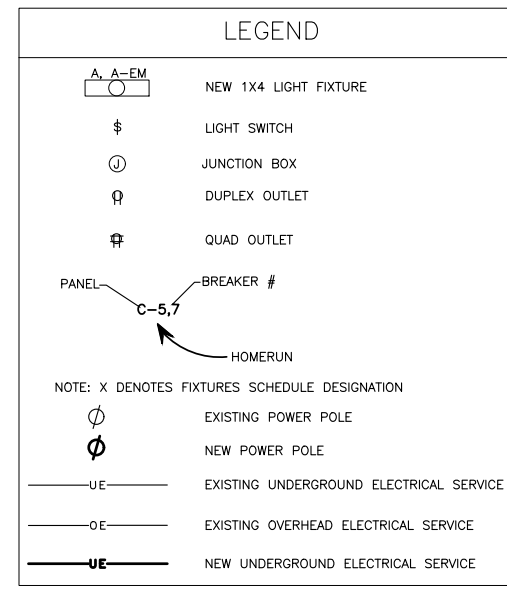 LEGEND
A, A-EM
NEW 1X4 LIGHT FIXTURE
$ LIGHT SWITCH
J JUNCTION BOX
DUPLEX OUTLET
QUAD OUTLET
PANEL
BREAKER #
C-5,7
HOMERUN
NOTE: X DENOTES FIXTURES SCHEDULE DESIGNATION
EXISTING POWER POLE
NEW POWER POLE
UE EXISTING UNDERGROUND ELECTRICAL SERVICE
OE EXISTING OVERHEAD ELECTRICAL SERVICE
UE NEW UNDERGROUND ELECTRICAL SERVICE